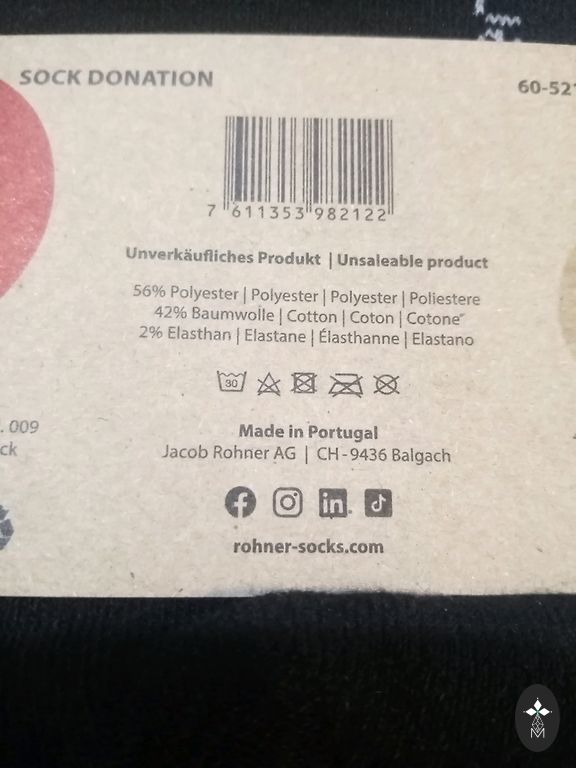 SOCK DONATION
60-521
7 611353 982122
Unverkäufliches Produkt | Unsaleable product
56% Polyester | Polyester | Polyester | Poliestere
42% Baumwolle | Cotton | Coton | Cotone
2% Elasthan | Elastane | Élasthanne | Elastano
30
. 009
ck
Made in Portugal
Jacob Rohner AG | CH-9436 Balgach
in
rohner-socks.com
M